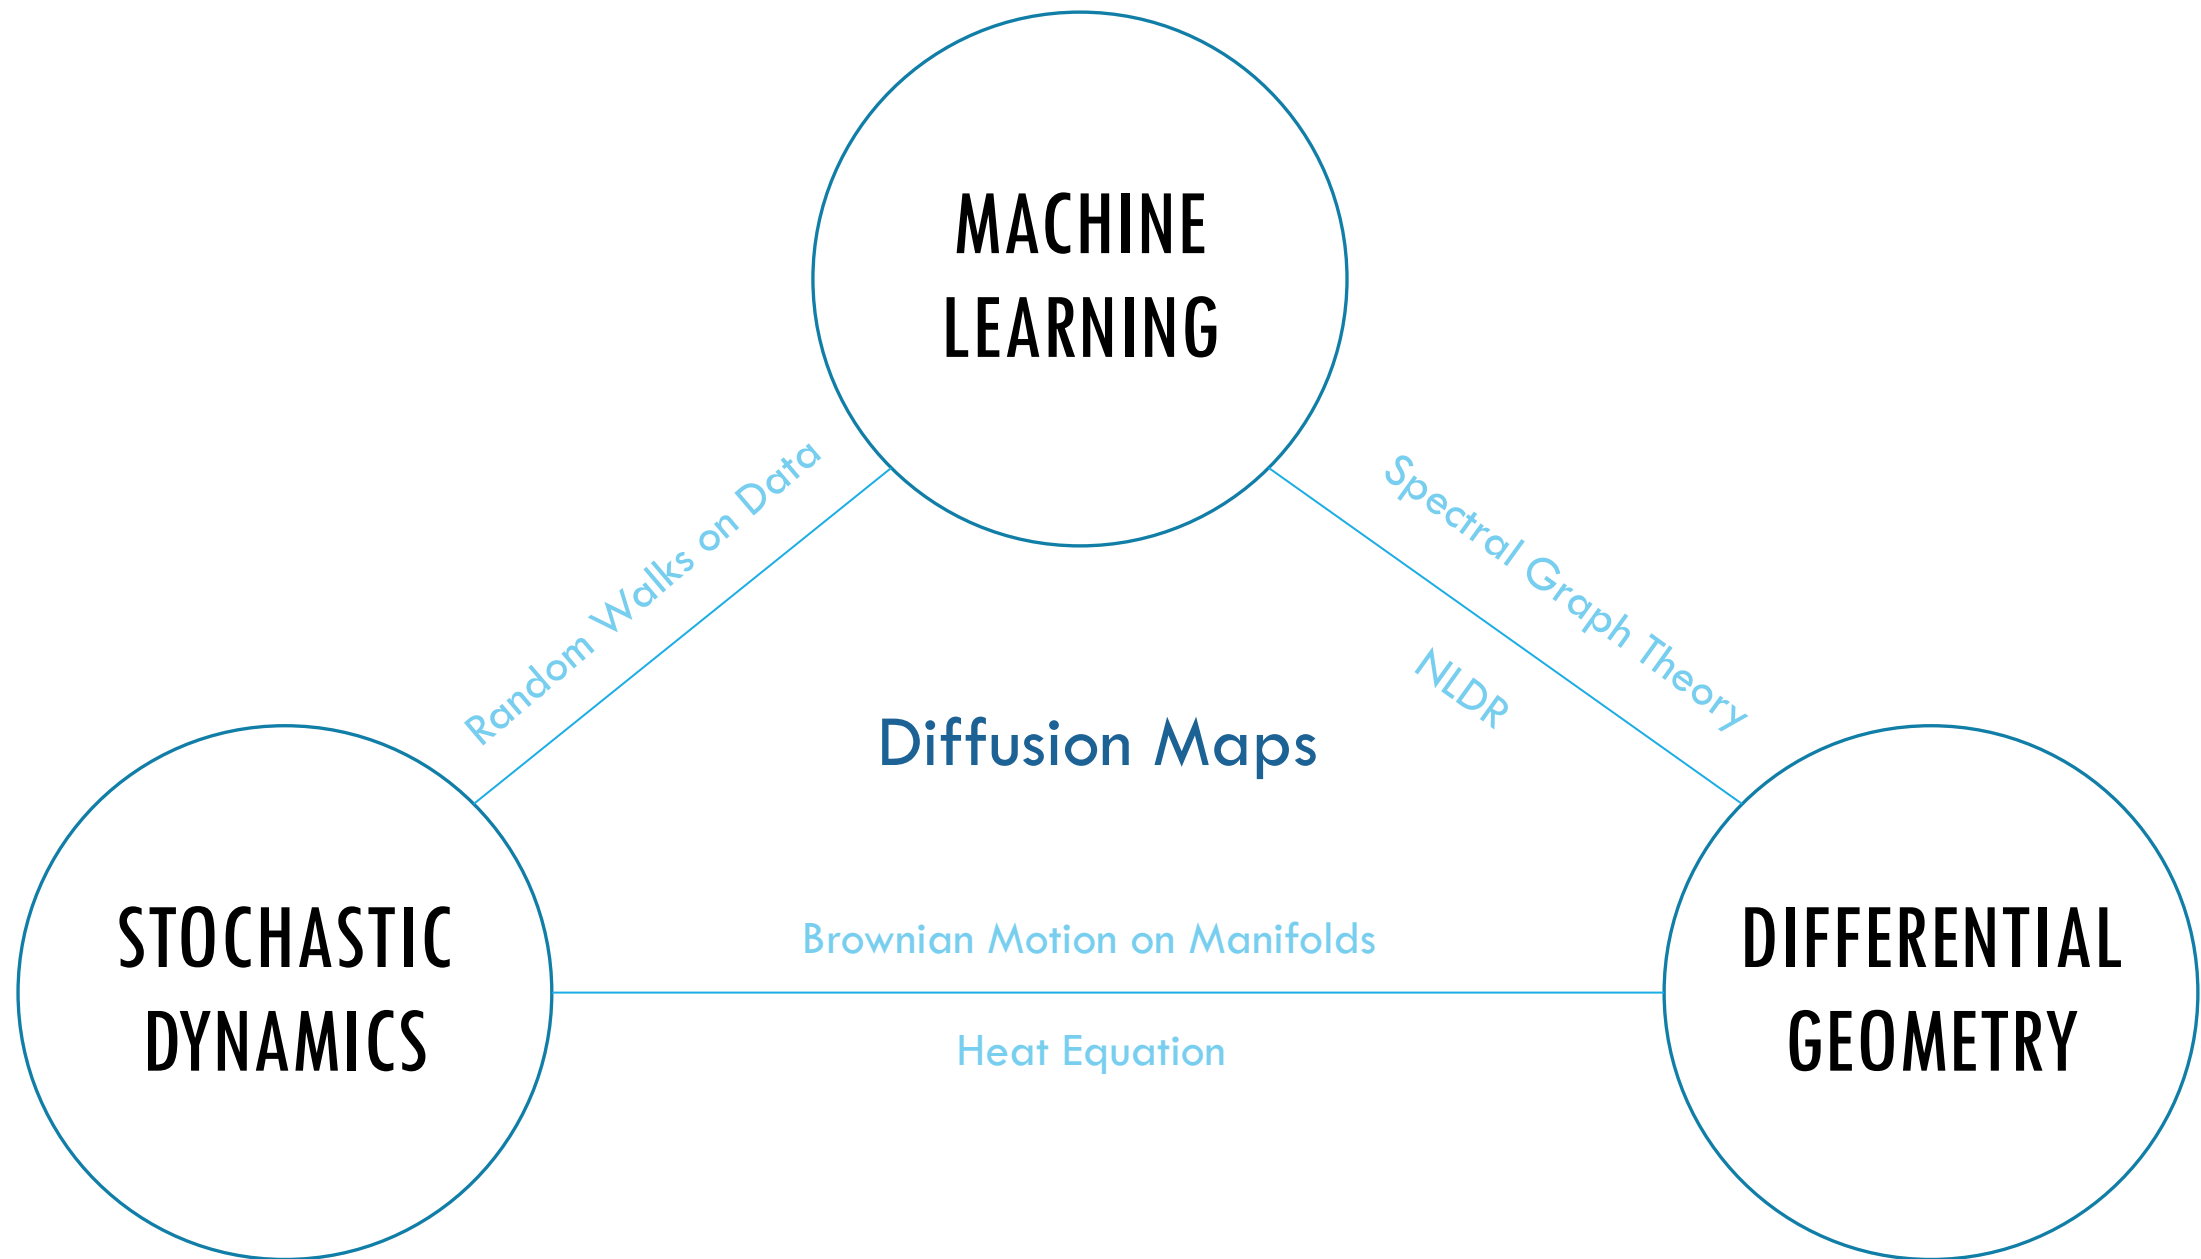 MACHINE
LEARNING
Random Walks on Data
Spectral Graph Theory
NLDR
Diffusion Maps
STOCHASTIC
DYNAMICS
Brownian Motion on Manifolds
Heat Equation
DIFFERENTIAL
GEOMETRY